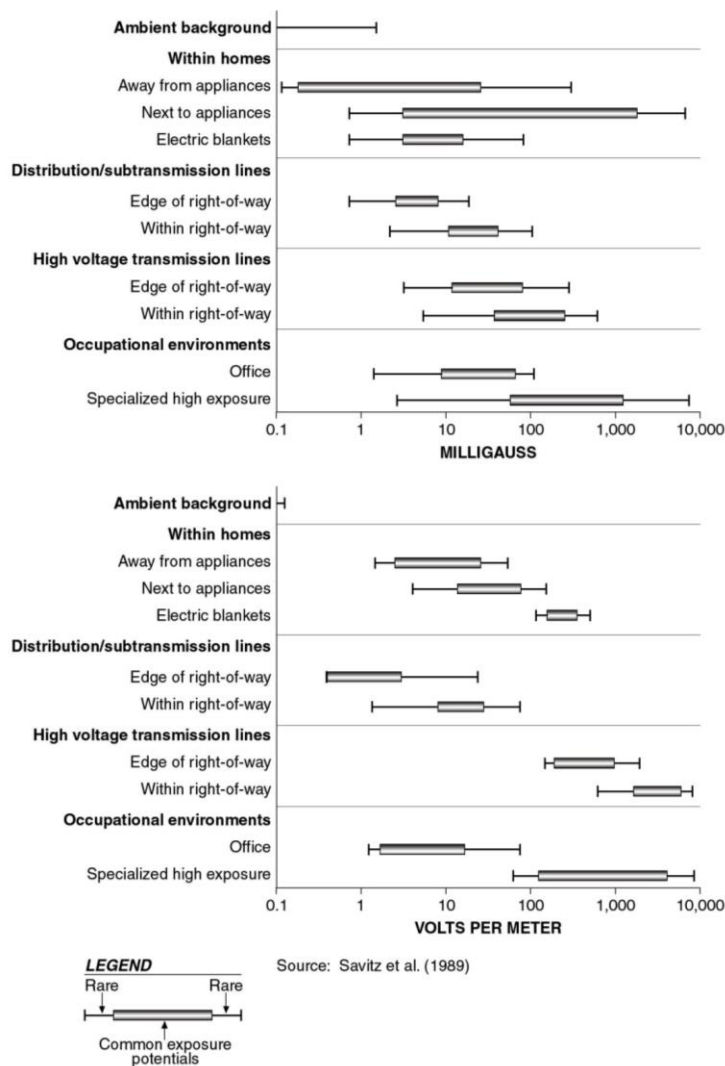 Ambient background
Within homes
Away from appliances
Next to appliances
Electric blankets
Distribution/subtransmission lines
Edge of right-of-way
Within right-of-way
High voltage transmission lines
Edge of right-of-way
Within right-of-way
Occupational environments
Office
Specialized high exposure
0.1 1 10 100 1,000 10,000
MILLIGAUSS
Ambient background
Within homes
Away from appliances
Next to appliances
Electric blankets
Distribution/subtransmission lines
Edge of right-of-way
Within right-of-way
High voltage transmission lines
Edge of right-of-way
Within right-of-way
Occupational environments
Office
Specialized high exposure
0.1 1 10 100 1,000 10,000
VOLTS PER METER
LEGEND
Rare Rare
Common exposure
potentials
Source: Savitz et al. (1989)